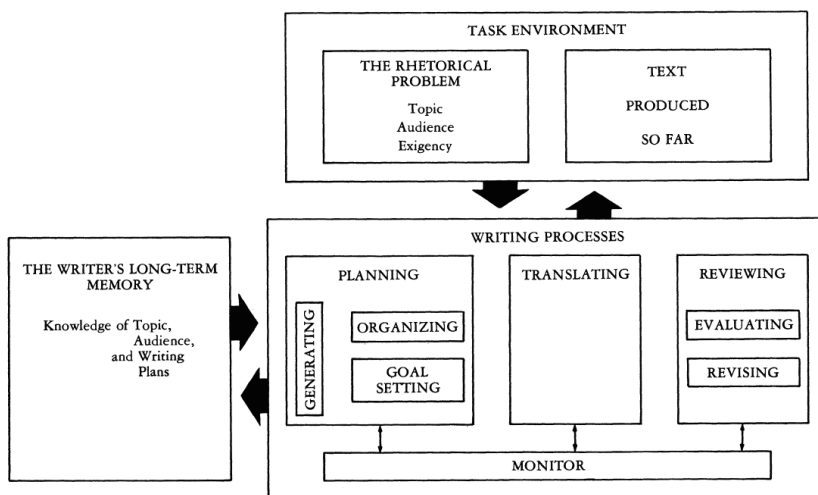 TASK ENVIRONMENT
THE RHETORICAL
PROBLEM
Topic
Audience
Exigency
TEXT
PRODUCED
SO FAR
THE WRITER'S LONG-TERM
MEMORY
Knowledge of Topic,
Audience,
and Writing
Plans
WRITING PROCESSES
PLANNING
GENERATING
ORGANIZING
GOAL
SETTING
TRANSLATING
REVIEWING
EVALUATING
REVISING
MONITOR